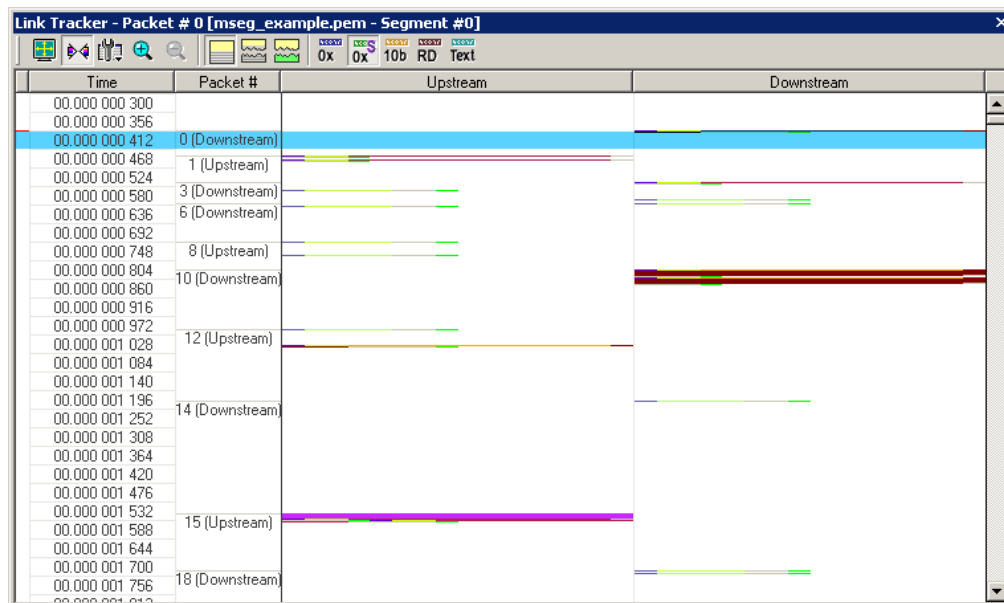 Link Tracker - Packet # 0 [mseg_example.pem - Segment #0]
0x 0x S 10b RD Text
Time Packet # Upstream Downstream
00.000 000 300
00.000 000 356
00.000 000 412 0 (Downstream)
00.000 000 468
1 (Upstream)
00.000 000 524
00.000 000 580 3 (Downstream)
00.000 000 636 6 (Downstream)
00.000 000 692
00.000 000 748 8 (Upstream)
00.000 000 804
10 (Downstream)
00.000 000 860
00.000 000 916
00.000 000 972
12 (Upstream)
00.000 001 028
00.000 001 084
00.000 001 140
00.000 001 196
14 (Downstream)
00.000 001 252
00.000 001 308
00.000 001 364
00.000 001 420
00.000 001 476
00.000 001 532
15 (Upstream)
00.000 001 588
00.000 001 644
00.000 001 700
18 (Downstream)
00.000 001 756